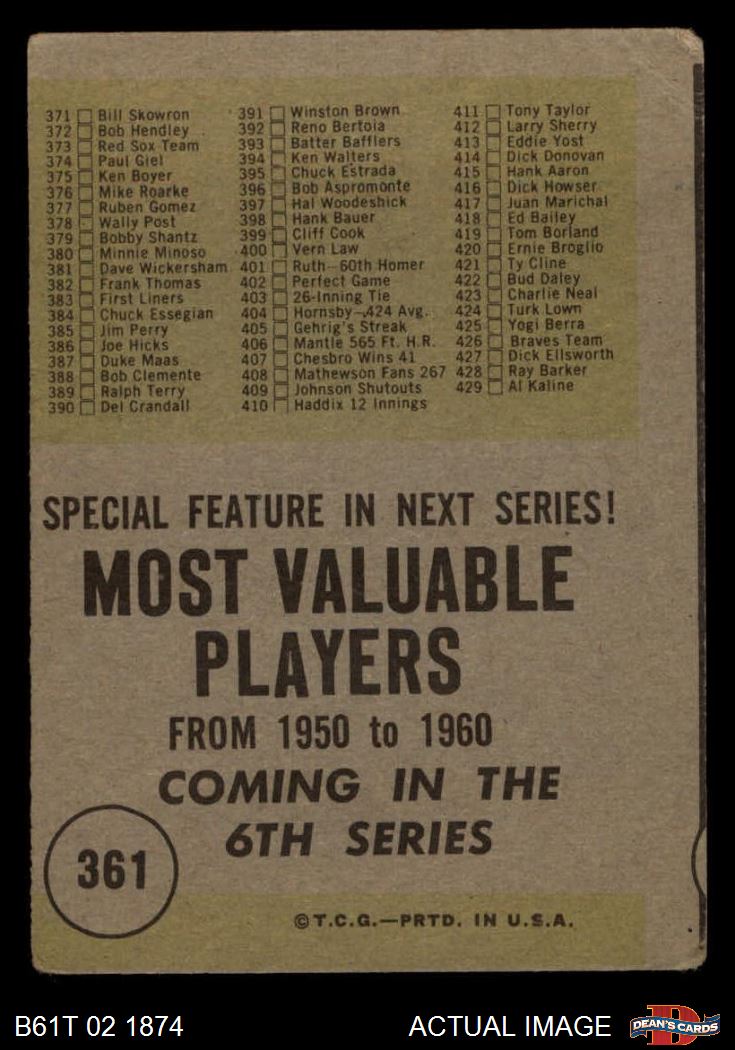 371 Bill Skowron
372 Bob Hendley
373 Red Sox Team
374 Paul Giel
375 Ken Boyer
376 Mike Roarke
377 Ruben Gomez
378 Wally Post
379 Bobby Shantz
380 Minnie Minoso
381 Dave Wickersham
382 Frank Thomas
383 First Liners
384 Chuck Essegian
385 Jim Perry
386 Joe Hicks
387 Duke Maas
388 Bob Clemente
389 Ralph Terry
390 Del Crandall
391 Winston Brown
392 Reno Bertoia
393 Batter Bafflers
394 Ken Walters
395 Chuck Estrada
396 Bob Aspromonte
397 Hal Woodeshick
398 Hank Bauer
399 Cliff Cook
400 Vern Law
401 Ruth-60th Homer
402 Perfect Game
403 26-Inning Tie
404 Hornsby-.424 Avg.
405 Gehrig's Streak
406 Mantle 565 Ft. H.R.
407 Chesbro Wins 41
408 Mathewson Fans 267
409 Johnson Shutouts
410 Haddix 12 Innings
411 Tony Taylor
412 Larry Sherry
413 Eddie Yost
414 Dick Donovan
415 Hank Aaron
416 Dick Howser
417 Juan Marichal
418 Ed Bailey
419 Tom Borland
420 Ernie Broglio
421 Ty Cline
422 Bud Daley
423 Charlie Neal
424 Turk Lown
425 Yogi Berra
426 Braves Team
427 Dick Ellsworth
428 Ray Barker
429 Al Kaline
SPECIAL FEATURE IN NEXT SERIES!
MOST VALUABLE
PLAYERS
FROM 1950 to 1960
COMING IN THE
6TH SERIES
361
©T.C.G.—PRTD. IN U.S.A.
B61T 02 1874
ACTUAL IMAGE
DEAN'S CARDS